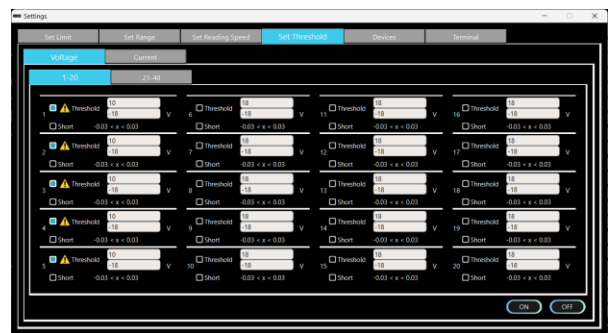 Settings
Set Limit Set Range Set Reading Speed Set Threshold Devices Terminal
Voltage Current
1-20 21-40
1 Threshold 10 -18 V
Short -0.03 < x < 0.03
6 Threshold 18 -18 V
Short -0.03 < x < 0.03
11 Threshold 18 -18 V
Short -0.03 < x < 0.03
16 Threshold 18 -18 V
Short -0.03 < x < 0.03
2 Threshold 10 -18 V
Short -0.03 < x < 0.03
7 Threshold 18 -18 V
Short -0.03 < x < 0.03
12 Threshold 18 -18 V
Short -0.03 < x < 0.03
17 Threshold 18 -18 V
Short -0.03 < x < 0.03
3 Threshold 10 -18 V
Short -0.03 < x < 0.03
8 Threshold 18 -18 V
Short -0.03 < x < 0.03
13 Threshold 18 -18 V
Short -0.03 < x < 0.03
18 Threshold 18 -18 V
Short -0.03 < x < 0.03
4 Threshold 10 -18 V
Short -0.03 < x < 0.03
9 Threshold 18 -18 V
Short -0.03 < x < 0.03
14 Threshold 18 -18 V
Short -0.03 < x < 0.03
19 Threshold 18 -18 V
Short -0.03 < x < 0.03
5 Threshold 10 -18 V
Short -0.03 < x < 0.03
10 Threshold 18 -18 V
Short -0.03 < x < 0.03
15 Threshold 18 -18 V
Short -0.03 < x < 0.03
20 Threshold 18 -18 V
Short -0.03 < x < 0.03
ON OFF